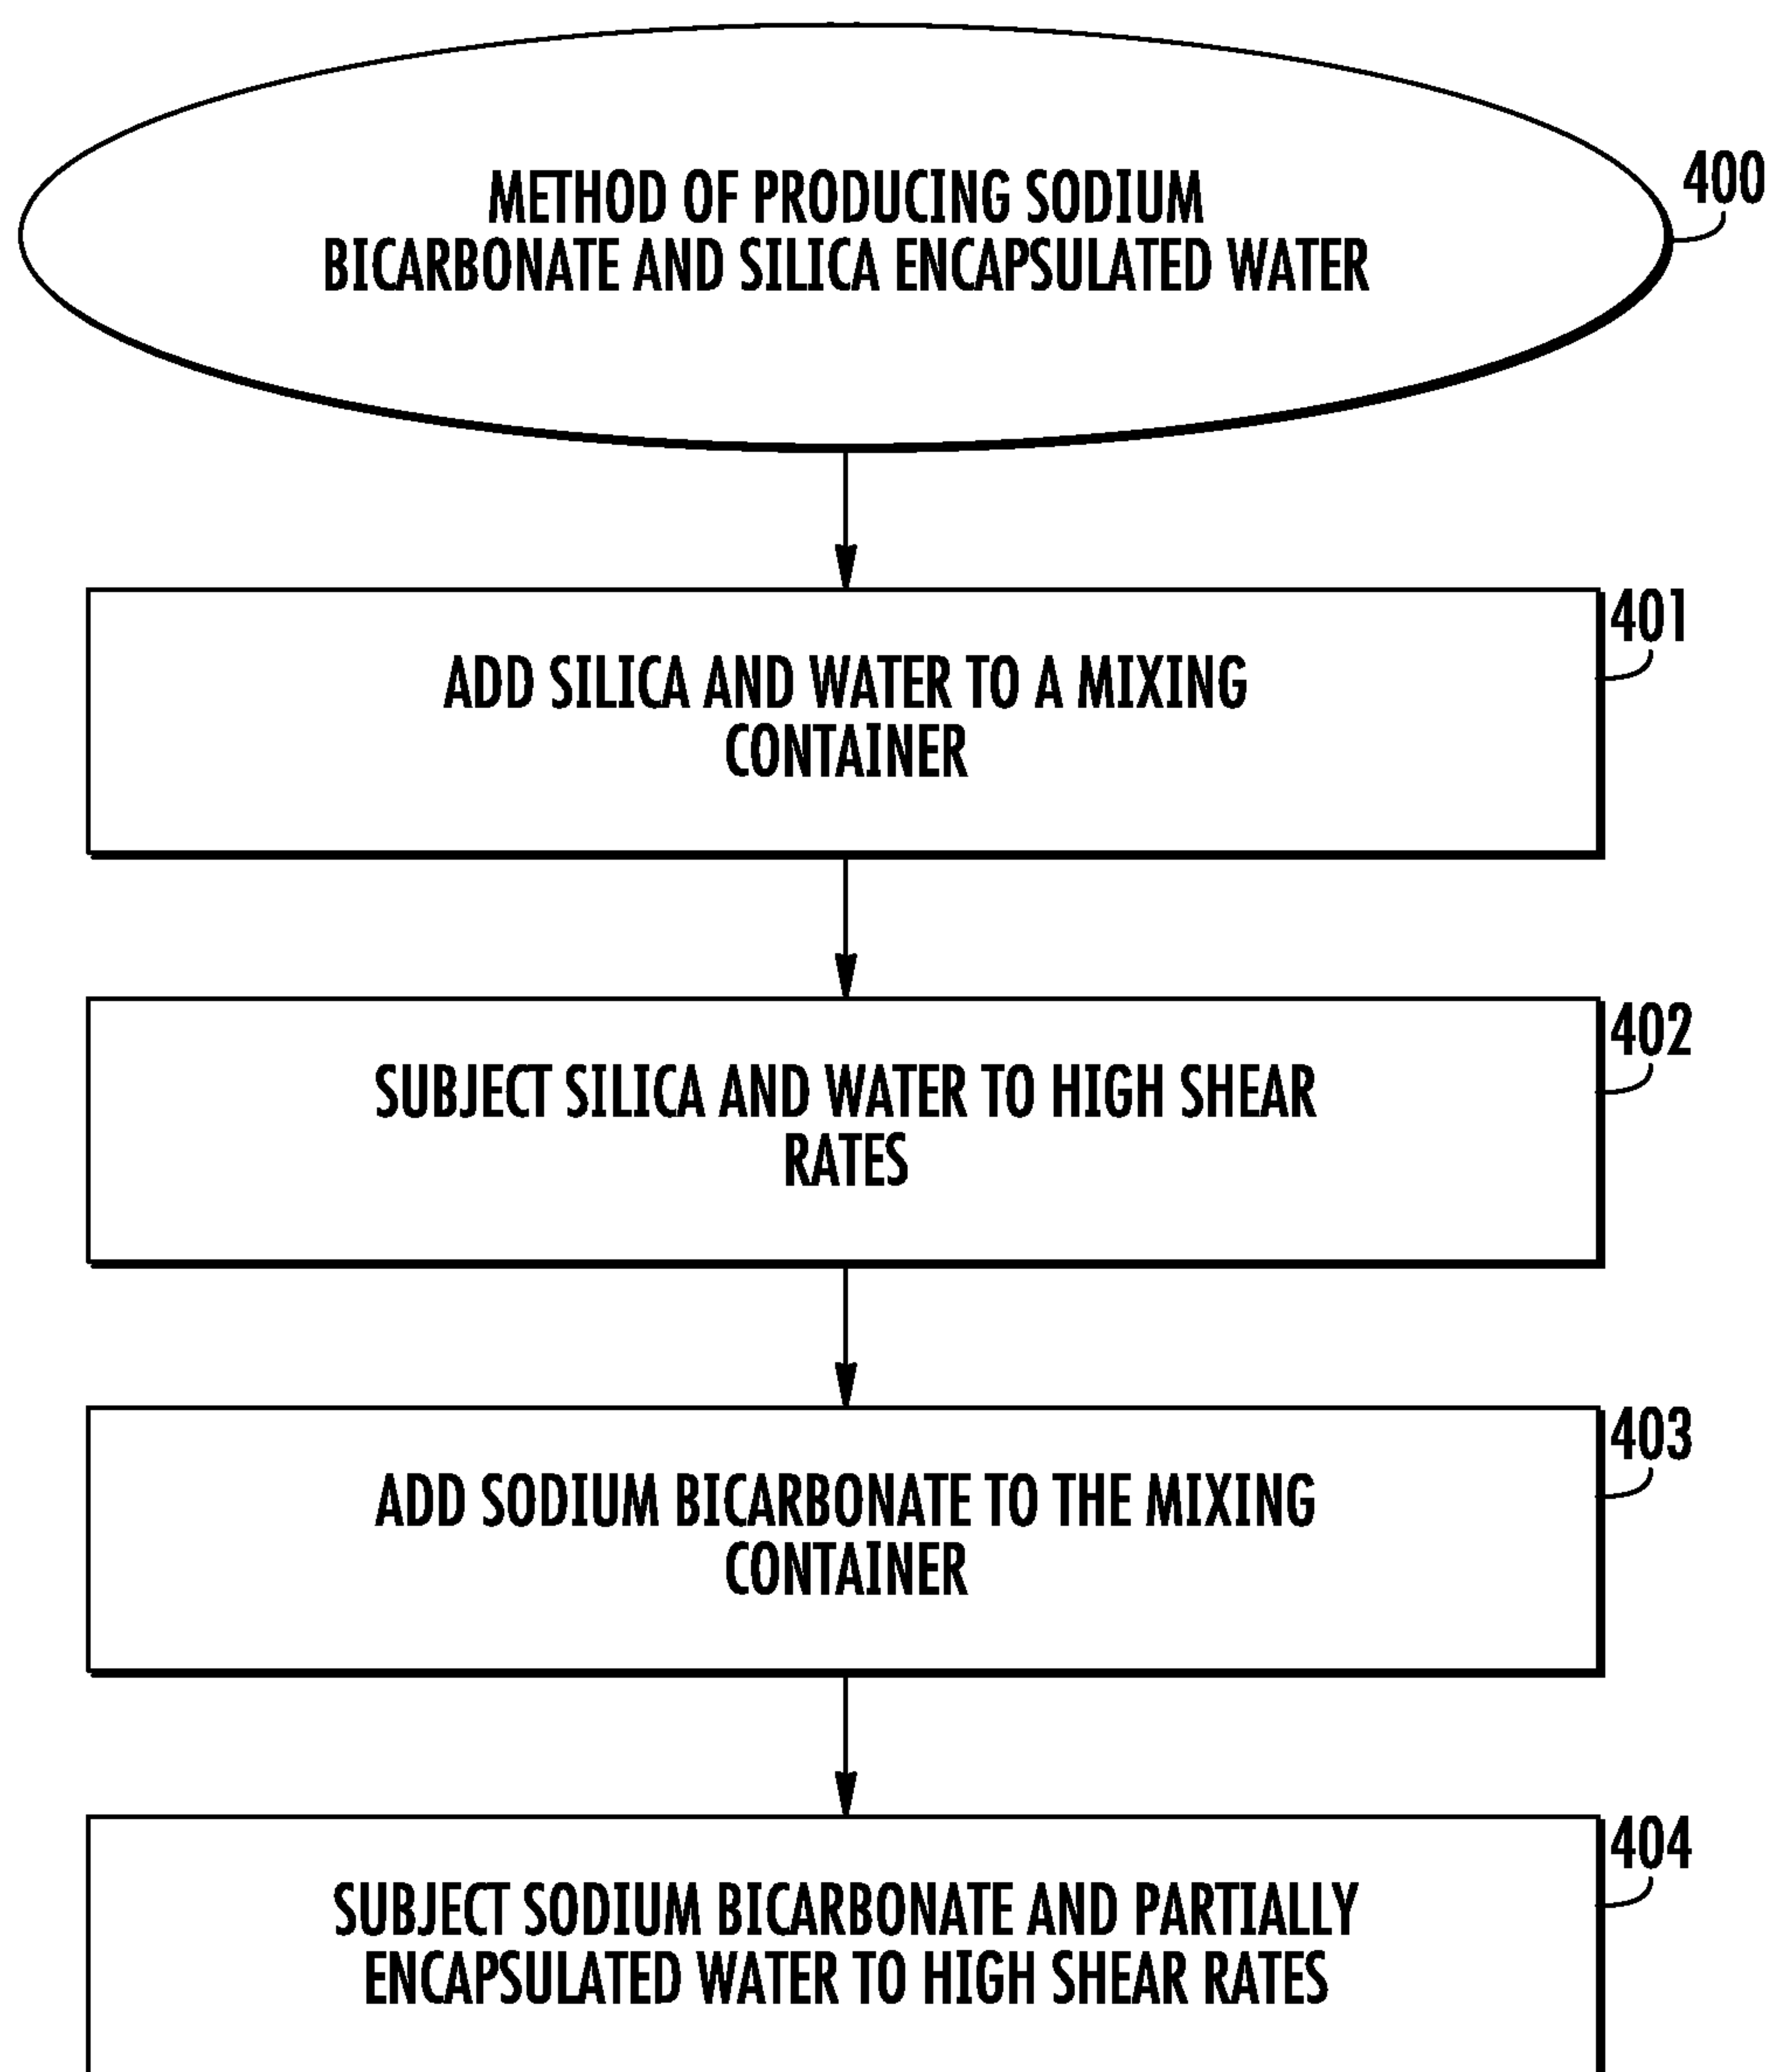 METHOD OF PRODUCING SODIUM
BICARBONATE AND SILICA ENCAPSULATED WATER
400
ADD SILICA AND WATER TO A MIXING
CONTAINER
401
SUBJECT SILICA AND WATER TO HIGH SHEAR
RATES
402
ADD SODIUM BICARBONATE TO THE MIXING
CONTAINER
403
SUBJECT SODIUM BICARBONATE AND PARTIALLY
ENCAPSULATED WATER TO HIGH SHEAR RATES
404